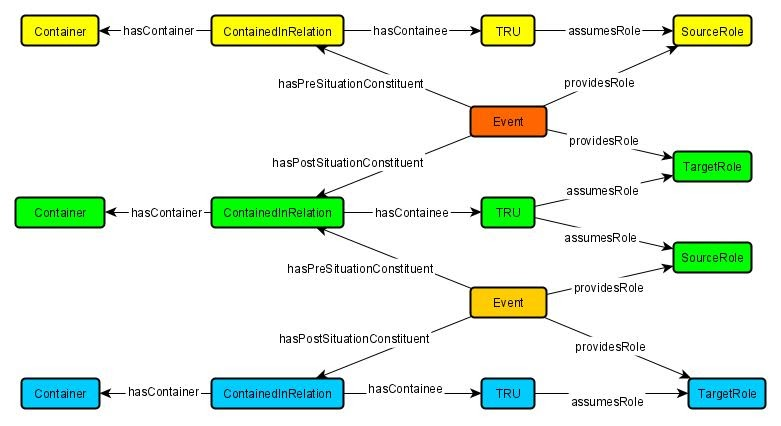 Container hasContainer ContainedInRelation hasContainee TRU assumesRole SourceRole
hasPreSituationConstituent providesRole
Event
providesRole
hasPostSituationConstituent TargetRole
assumesRole
Container hasContainer ContainedInRelation hasContainee TRU
assumesRole
SourceRole
hasPreSituationConstituent
providesRole
Event
hasPostSituationConstituent providesRole
Container hasContainer ContainedInRelation hasContainee TRU assumesRole TargetRole